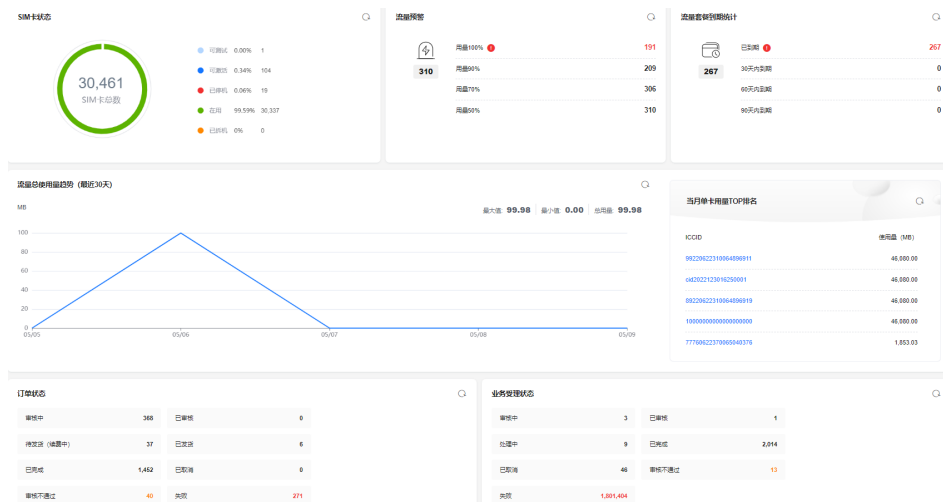 SIM卡状态
30,461
SIM卡总数
可测试 0.00% 1
可激活 0.34% 104
已停机 0.06% 19
在用 99.59% 30,337
已拆机 0% 0
流量预警
310
用量100% 191
用量90% 209
用量70% 306
用量50% 310
流量套餐到期统计
267
已到期 267
30天内到期 0
60天内到期 0
90天内到期 0
流量总使用量趋势（最近30天）
MB
最大值: 99.98 最小值: 0.00 总用量: 99.98
100
80
60
40
20
0
05/05 05/06 05/07 05/08 05/09
当月单卡用量TOP排名
ICCID 使用量（MB）
99220622310064896911 46,080.00
cid2022123016250001 46,080.00
89220622310064896919 46,080.00
10000000000000000000 46,080.00
77760622370065040376 1,853.03
订单状态
审核中 368 已审核 0
待发货（储置中） 37 已发货 6
已完成 1,452 已取消 0
审核不通过 40 失败 271
业务受理状态
审核中 3 已审核 1
处理中 9 已完成 2,014
已取消 46 审核不通过 13
失败 1,801,404